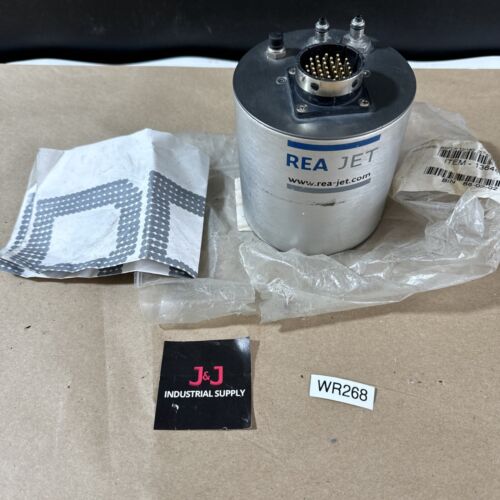 REA JET
www.rea-jet.com
J&J
INDUSTRIAL SUPPLY
WR268